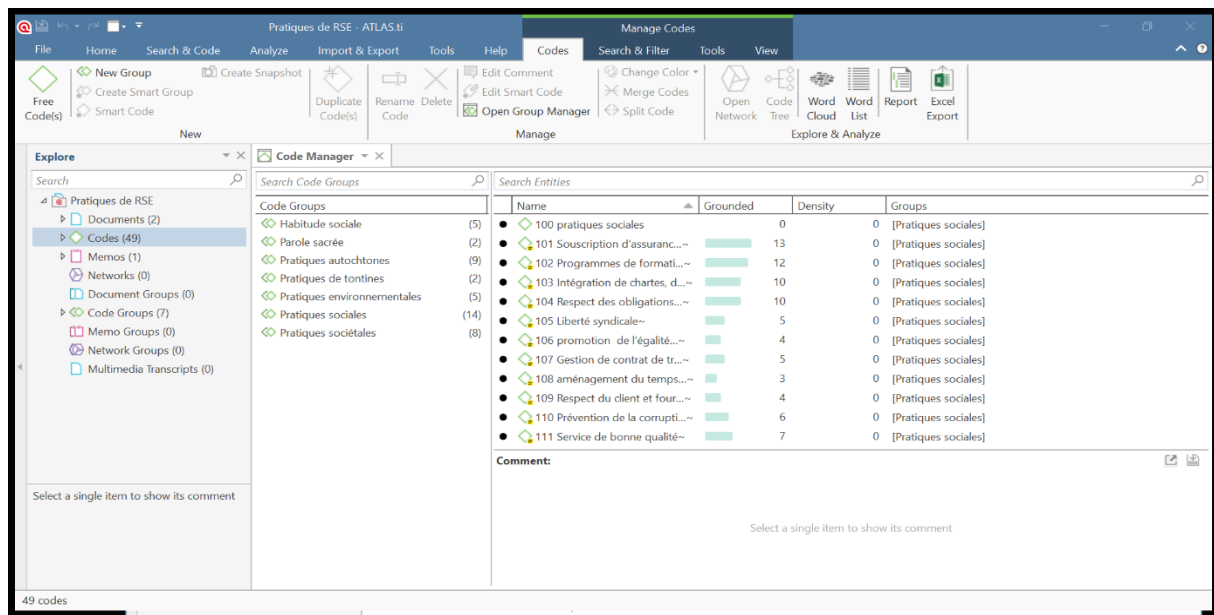 Pratiques de RSE - ATLAS.ti
Manage Codes
File Home Search & Code Analyze Import & Export Tools Help Codes Search & Filter Tools View
Free Code(s)
New Group
Create Smart Group
Smart Code
Create Snapshot
New
Duplicate Code(s)
Rename Code
Delete
Edit Comment
Edit Smart Code
Open Group Manager
Change Color
Merge Codes
Split Code
Manage
Open Network
Code Tree
Word Cloud
Word List
Report
Excel Export
Explore & Analyze
Explore
Search
Pratiques de RSE
Documents (2)
Codes (49)
Memos (1)
Networks (0)
Document Groups (0)
Code Groups (7)
Memo Groups (0)
Network Groups (0)
Multimedia Transcripts (0)
Select a single item to show its comment
Code Manager
Search Code Groups
Code Groups
Habitude sociale (5)
Parole sacrée (2)
Pratiques autochtones (9)
Pratiques de tontines (2)
Pratiques environnementales (5)
Pratiques sociales (14)
Pratiques sociétales (8)
Search Entities
Name Grounded Density Groups
100 pratiques sociales 0 0 [Pratiques sociales]
101 Souscription d'assuranc...~ 13 0 [Pratiques sociales]
102 Programmes de formati...~ 12 0 [Pratiques sociales]
103 Intégration de chartes, d...~ 10 0 [Pratiques sociales]
104 Respect des obligations...~ 10 0 [Pratiques sociales]
105 Liberté syndicale~ 5 0 [Pratiques sociales]
106 promotion de l'égalité...~ 4 0 [Pratiques sociales]
107 Gestion de contrat de tr...~ 5 0 [Pratiques sociales]
108 aménagement du temps...~ 3 0 [Pratiques sociales]
109 Respect du client et four...~ 4 0 [Pratiques sociales]
110 Prévention de la corrupti...~ 6 0 [Pratiques sociales]
111 Service de bonne qualité~ 7 0 [Pratiques sociales]
Comment:
Select a single item to show its comment
49 codes